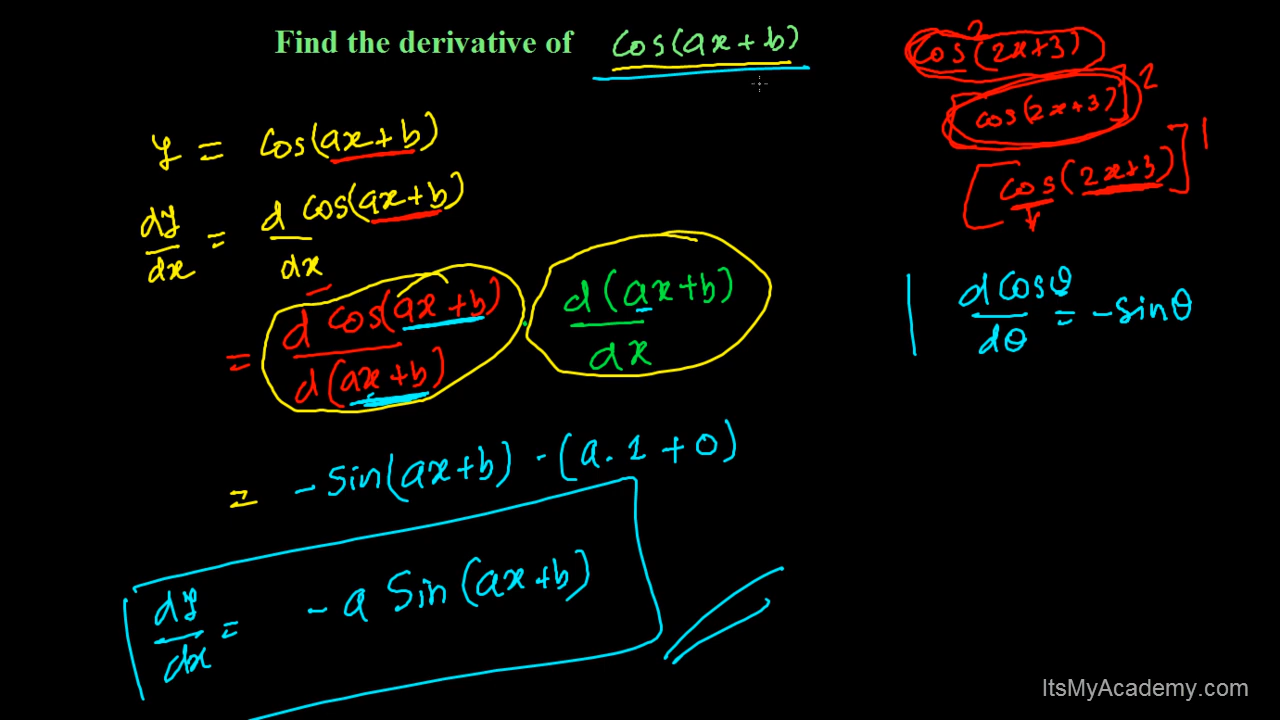 Find the derivative of cos(ax+b)
y = cos(ax+b)
dy/dx = d/dx cos(ax+b)
= d cos(ax+b)/d(ax+b) · d(ax+b)/dx
= -sin(ax+b) · (a.1+0)
dy/dx = -a Sin(ax+b)
cos²(2x+3)
[cos(2x+3)]²
[cos(2x+3)]¹
d cosθ/dθ = -sinθ
ItsMyAcademy.com